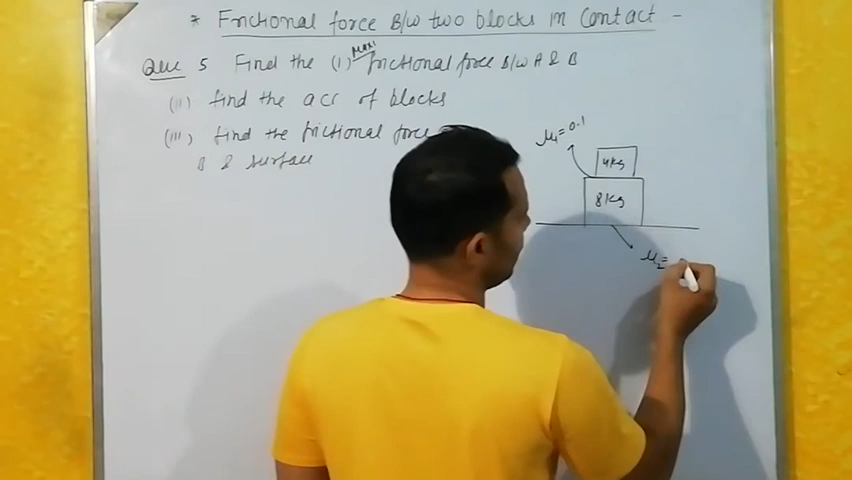 * Frictional force B/w two blocks in Contact -
Que 5 Find the (i) Maxi frictional force B/w A & B
(ii) find the acc of blocks
(iii) find the frictional force
B & surface
μ₁= 0.1
4kg
8kg
μ₂=